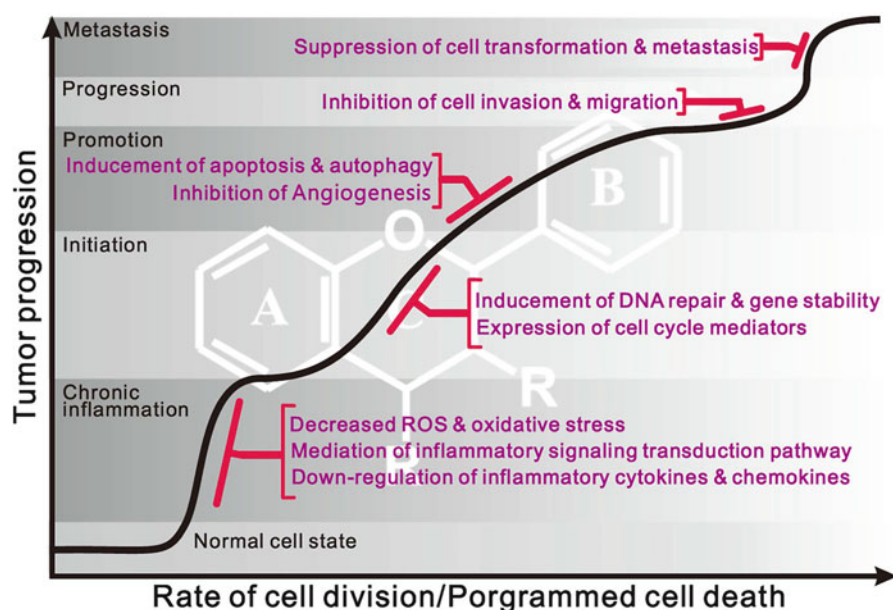 Metastasis
Suppression of cell transformation & metastasis
Progression
Inhibition of cell invasion & migration
Promotion
Inducement of apoptosis & autophagy
Inhibition of Angiogenesis
B
O
Initiation
A
C
Inducement of DNA repair & gene stability
Expression of cell cycle mediators
R
Chronic
inflammation
Decreased ROS & oxidative stress
Mediation of inflammatory signaling transduction pathway
R
Down-regulation of inflammatory cytokines & chemokines
Normal cell state
Tumor progression
Rate of cell division/Porgrammed cell death